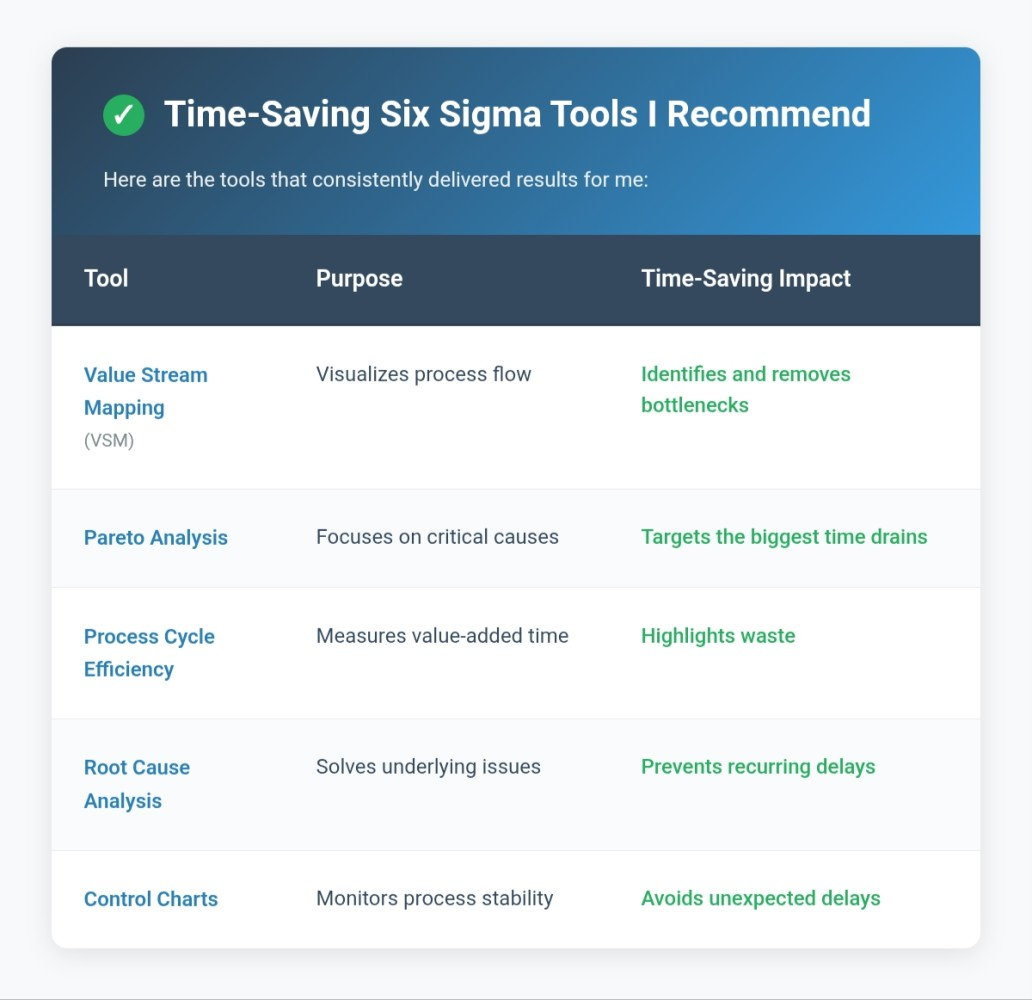 ✓ Time-Saving Six Sigma Tools I Recommend
Here are the tools that consistently delivered results for me:
Tool Purpose Time-Saving Impact
Value Stream Visualizes process flow Identifies and removes
Mapping bottlenecks
(VSM)
Pareto Analysis Focuses on critical causes Targets the biggest time drains
Process Cycle Measures value-added time Highlights waste
Efficiency
Root Cause Solves underlying issues Prevents recurring delays
Analysis
Control Charts Monitors process stability Avoids unexpected delays